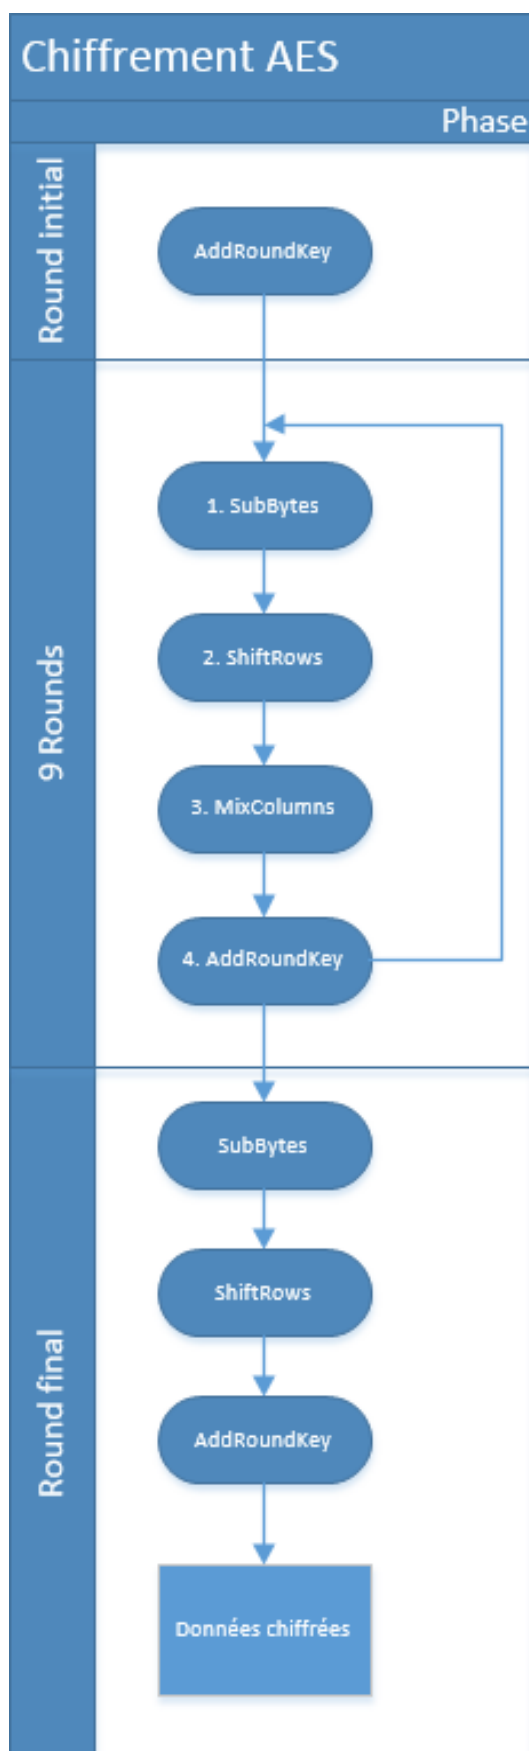 Chiffrement AES
Phase
Round initial
AddRoundKey
9 Rounds
1. SubBytes
2. ShiftRows
3. MixColumns
4. AddRoundKey
Round final
SubBytes
ShiftRows
AddRoundKey
Données chiffrées